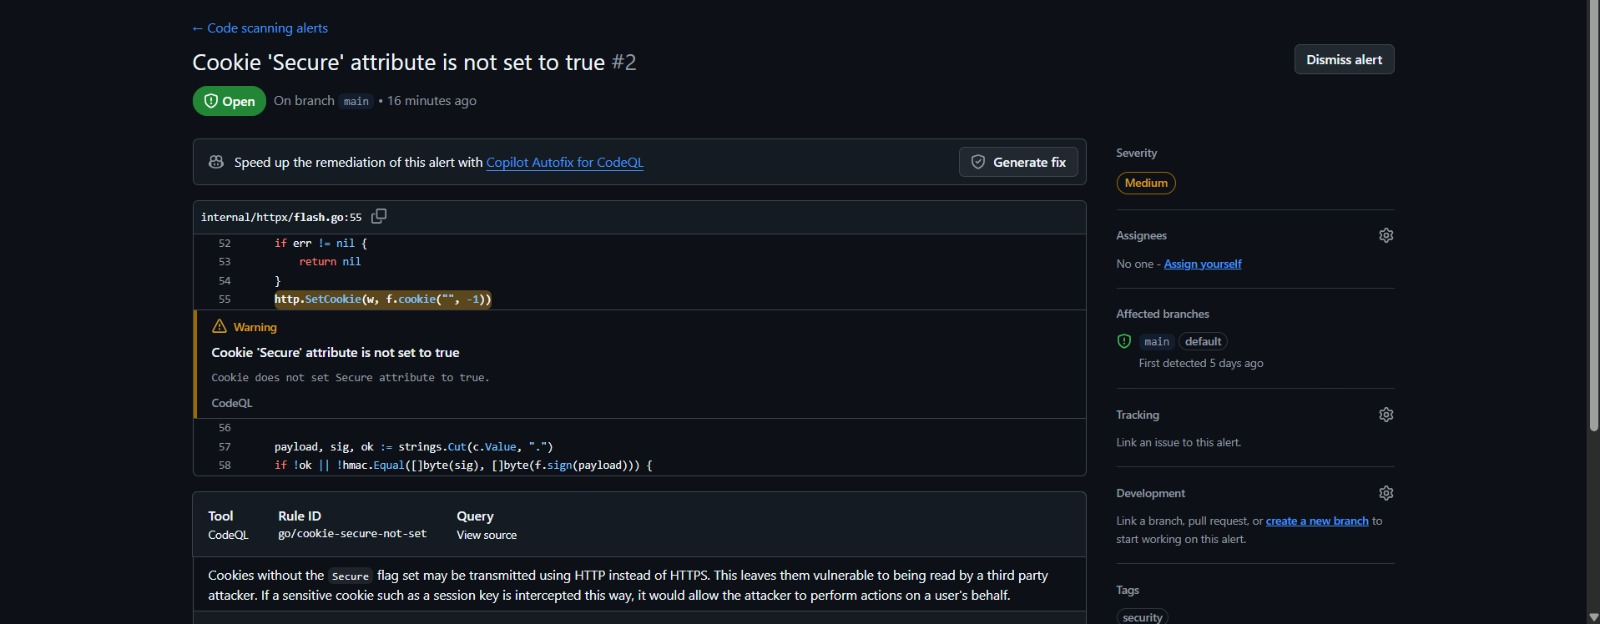 ← Code scanning alerts
Cookie 'Secure' attribute is not set to true #2
Dismiss alert
Open On branch main • 16 minutes ago
Speed up the remediation of this alert with Copilot Autofix for CodeQL
Generate fix
internal/httpx/flash.go:55
52 if err != nil {
53 return nil
54 }
55 http.SetCookie(w, f.cookie("", -1))
Warning
Cookie 'Secure' attribute is not set to true
Cookie does not set Secure attribute to true.
CodeQL
56
57 payload, sig, ok := strings.Cut(c.Value, ".")
58 if !ok || !hmac.Equal([]byte(sig), []byte(f.sign(payload))) {
Tool Rule ID Query
CodeQL go/cookie-secure-not-set View source
Cookies without the Secure flag set may be transmitted using HTTP instead of HTTPS. This leaves them vulnerable to being read by a third party
attacker. If a sensitive cookie such as a session key is intercepted this way, it would allow the attacker to perform actions on a user's behalf.
Severity
Medium
Assignees
No one - Assign yourself
Affected branches
main default
First detected 5 days ago
Tracking
Link an issue to this alert.
Development
Link a branch, pull request, or create a new branch to
start working on this alert.
Tags
security